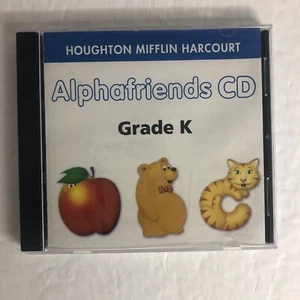 HOUGHTON MIFFLIN HARCOURT
Alphafriends CD
Grade K